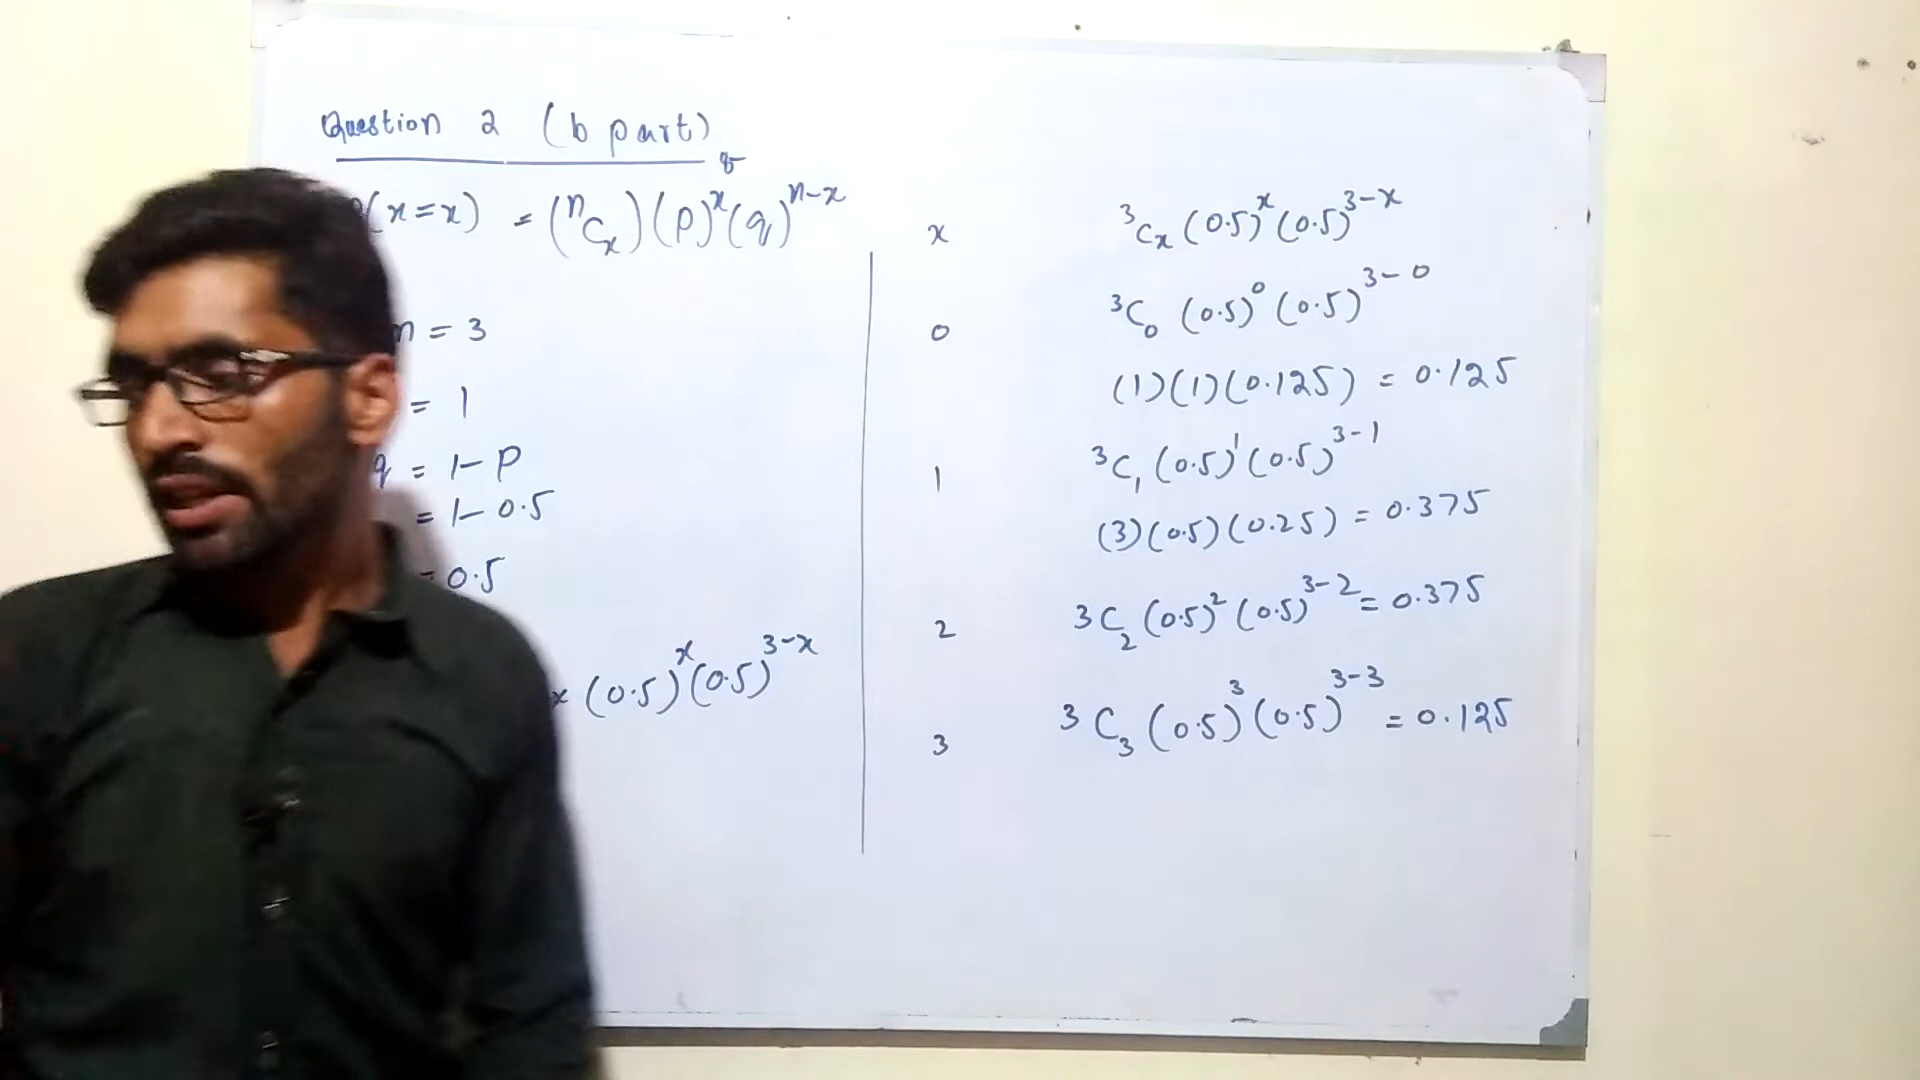 Question 2 (b part)
(x=x) = (ⁿCₓ)(p)ˣ(q)ⁿ⁻ˣ
n = 3
= 1
q = 1-p
= 1-0.5
= 0.5
x (0.5)ˣ(0.5)³⁻ˣ
x ³Cₓ(0.5)ˣ(0.5)³⁻ˣ
0 ³C₀(0.5)⁰(0.5)³⁻⁰
(1)(1)(0.125) = 0.125
1 ³C₁(0.5)¹(0.5)³⁻¹
(3)(0.5)(0.25) = 0.375
2 ³C₂(0.5)²(0.5)³⁻² = 0.375
3 ³C₃(0.5)³(0.5)³⁻³ = 0.125